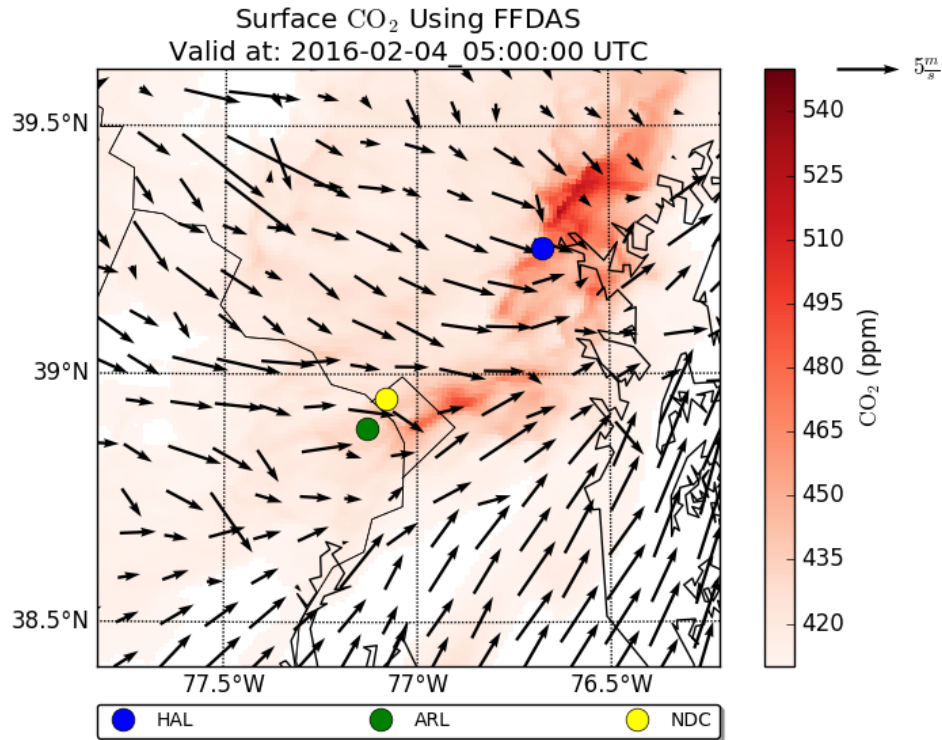 Surface CO₂ Using FFDAS
Valid at: 2016-02-04_05:00:00 UTC
5 m/s
39.5°N
39°N
38.5°N
77.5°W
77°W
76.5°W
540
525
510
495
480
465
450
435
420
CO₂ (ppm)
HAL
ARL
NDC